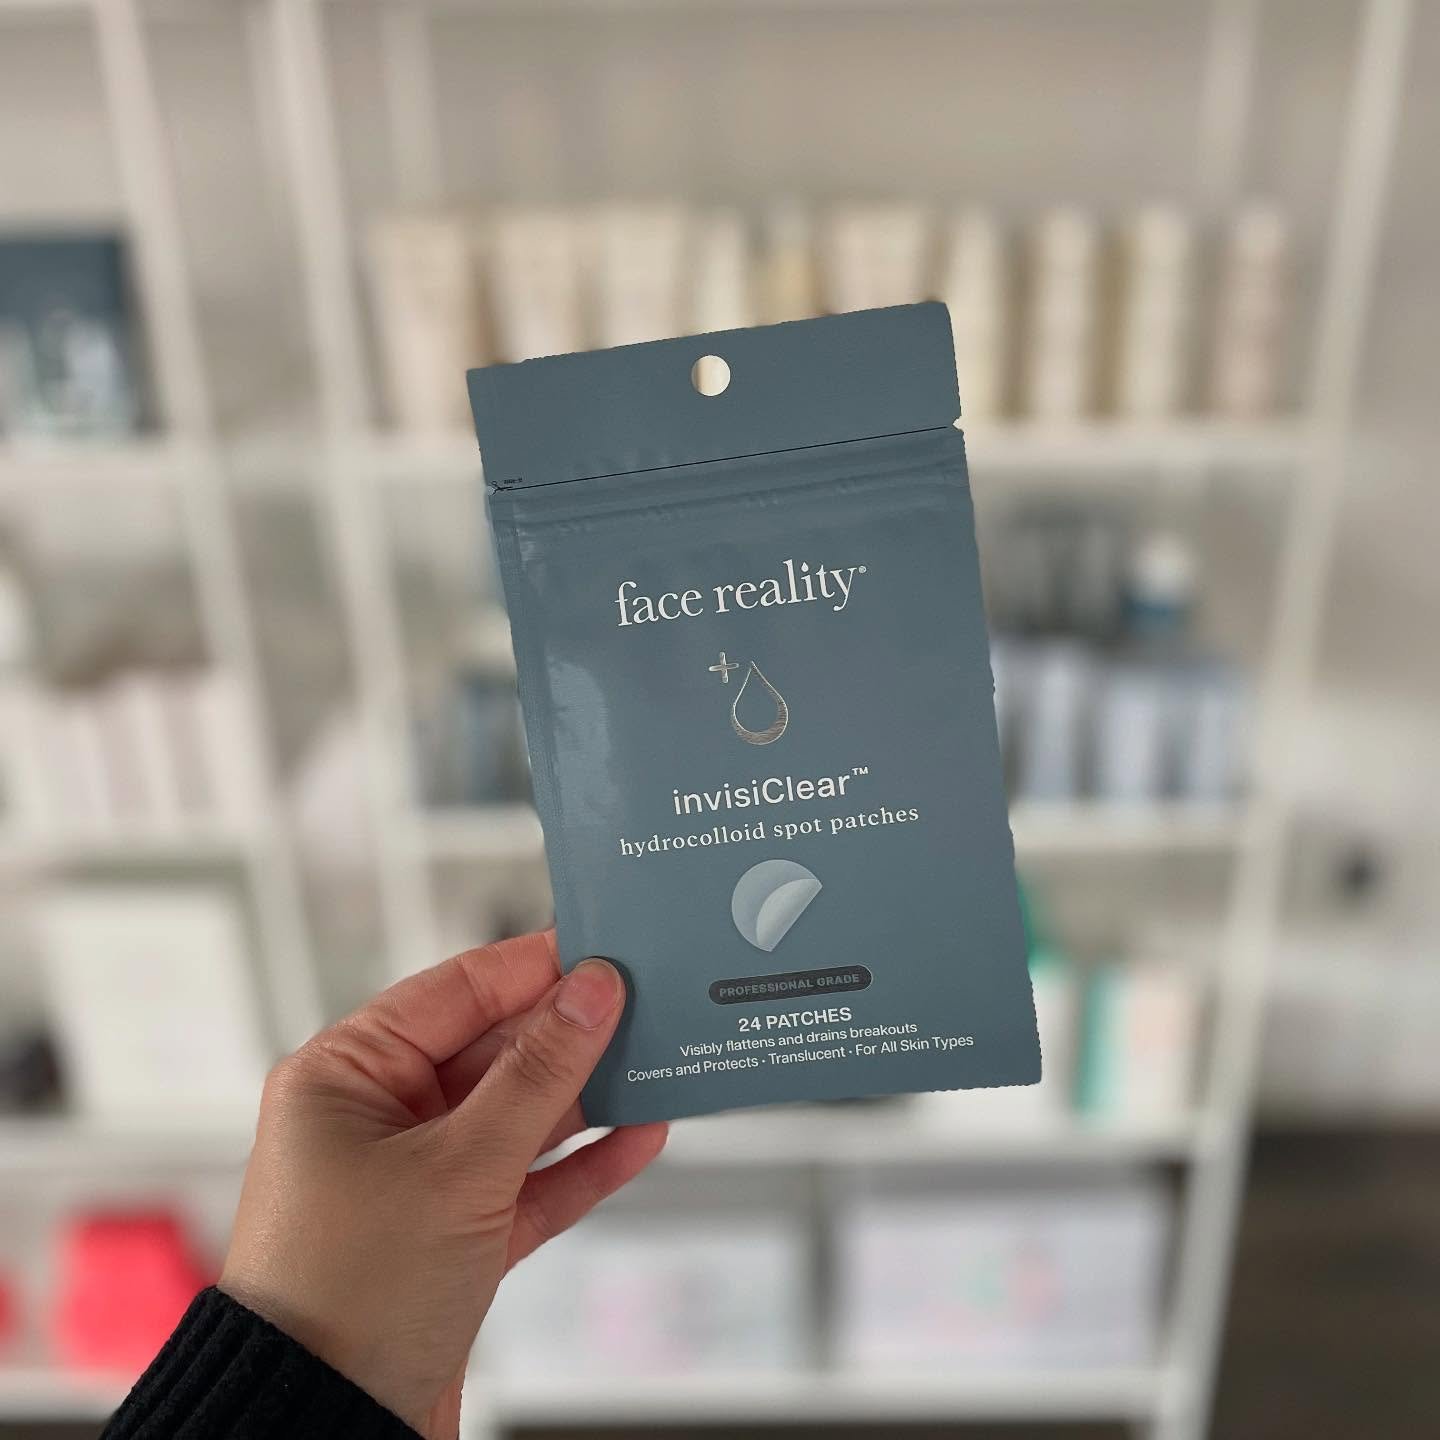 face reality®
invisiClear™
hydrocolloid spot patches
PROFESSIONAL GRADE
24 PATCHES
Visibly flattens and drains breakouts
Covers and Protects · Translucent · For All Skin Types